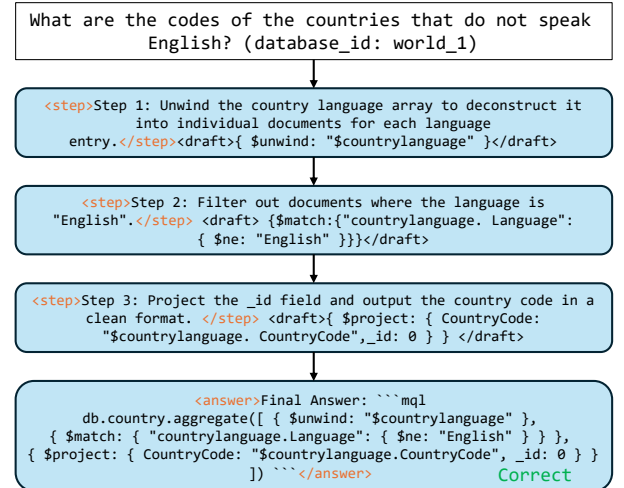 What are the codes of the countries that do not speak
English? (database_id: world_1)
<step>Step 1: Unwind the country language array to deconstruct it
into individual documents for each language
entry.</step><draft>{ $unwind: "$countrylanguage" }</draft>
<step>Step 2: Filter out documents where the language is
"English".</step> <draft> {$match:{"countrylanguage. Language":
{ $ne: "English" }}}</draft>
<step>Step 3: Project the _id field and output the country code in a
clean format. </step> <draft>{ $project: { CountryCode:
"$countrylanguage. CountryCode",_id: 0 } } </draft>
<answer>Final Answer: ```mql
db.country.aggregate([ { $unwind: "$countrylanguage" },
{ $match: { "countrylanguage.Language": { $ne: "English" } } },
{ $project: { CountryCode: "$countrylanguage.CountryCode", _id: 0 } }
]) ```</answer>
Correct